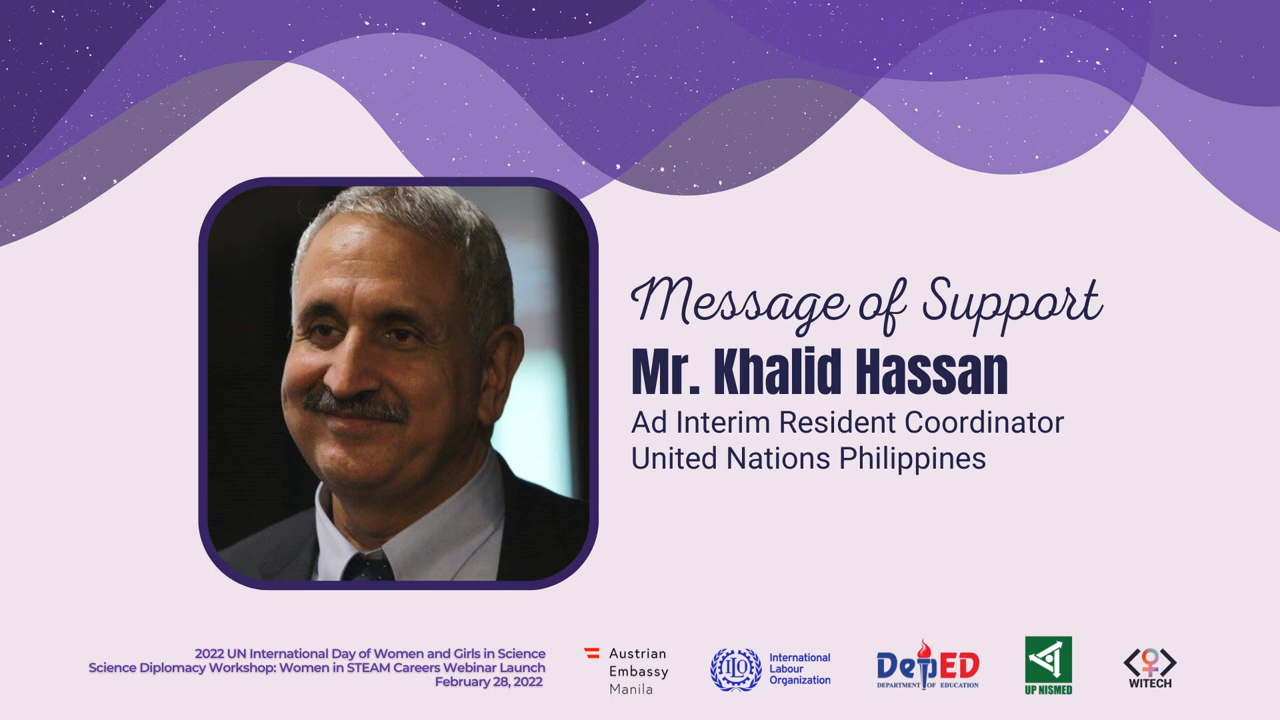 Message of Support
Mr. Khalid Hassan
Ad Interim Resident Coordinator
United Nations Philippines
2022 UN International Day of Women and Girls in Science
Science Diplomacy Workshop: Women in STEAM Careers Webinar Launch
February 28, 2022
Austrian
Embassy
Manila
ILO
International
Labour
Organization
DepED
DEPARTMENT OF EDUCATION
UP NISMED
WITECH